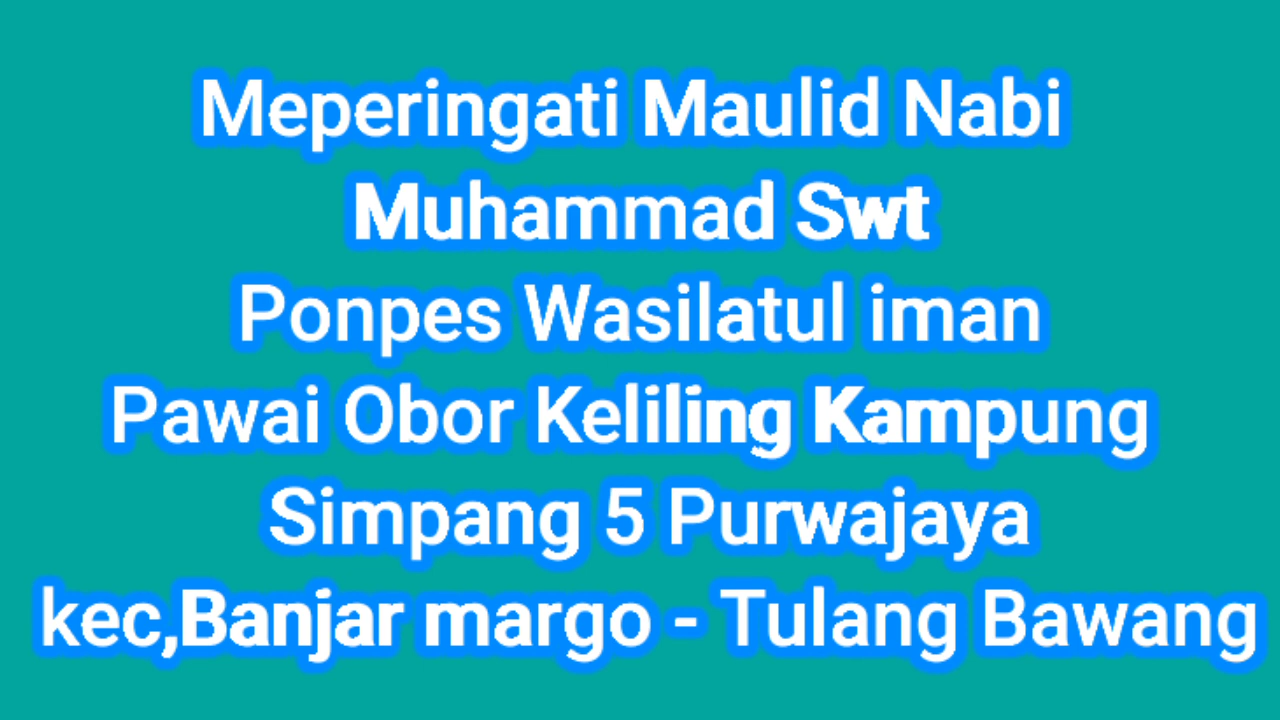 Meperingati Maulid Nabi
Muhammad Swt
Ponpes Wasilatul iman
Pawai Obor Keliling Kampung
Simpang 5 Purwajaya
kec,Banjar margo - Tulang Bawang